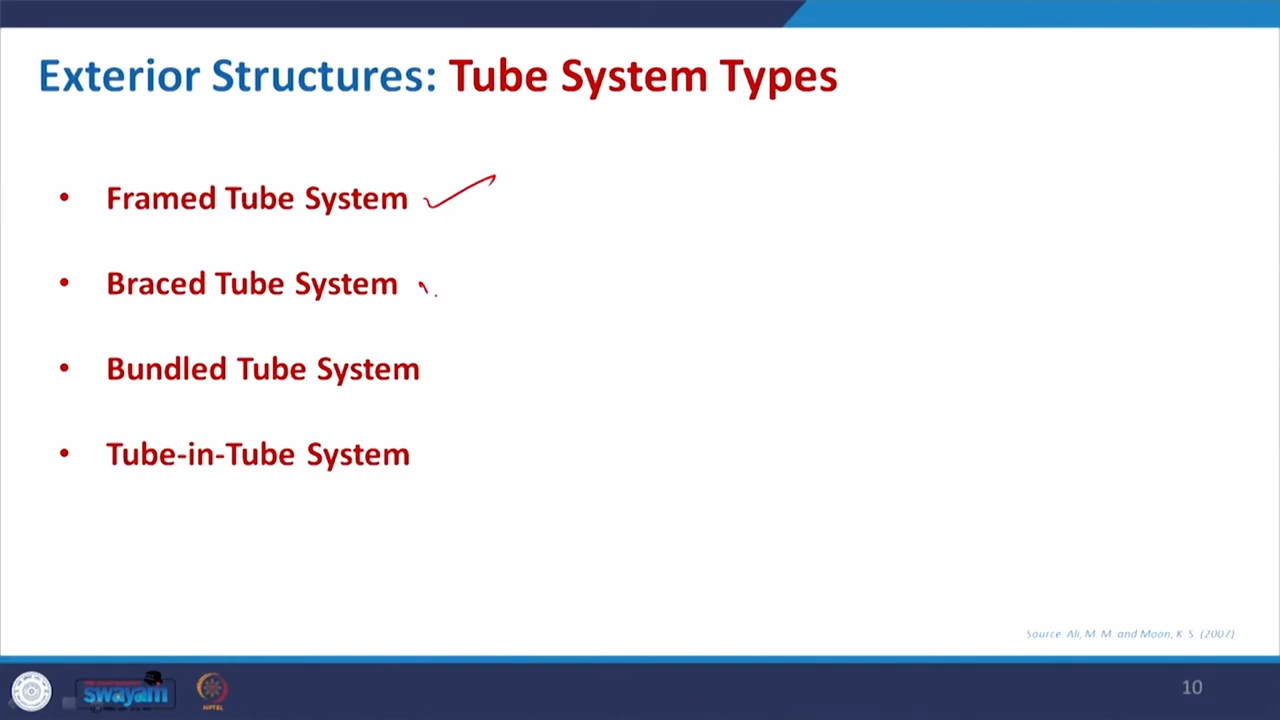 Exterior Structures: Tube System Types
• Framed Tube System
• Braced Tube System
• Bundled Tube System
• Tube-in-Tube System
Source: Ali, M. M. and Moon, K. S. (2007)
swayam
NPTEL
10